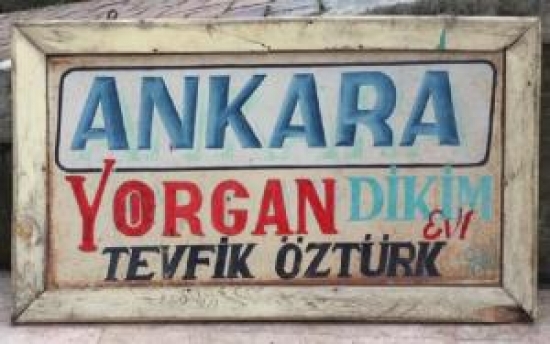 ANKARA
YORGAN DİKİM EVİ
TEVFİK ÖZTÜRK